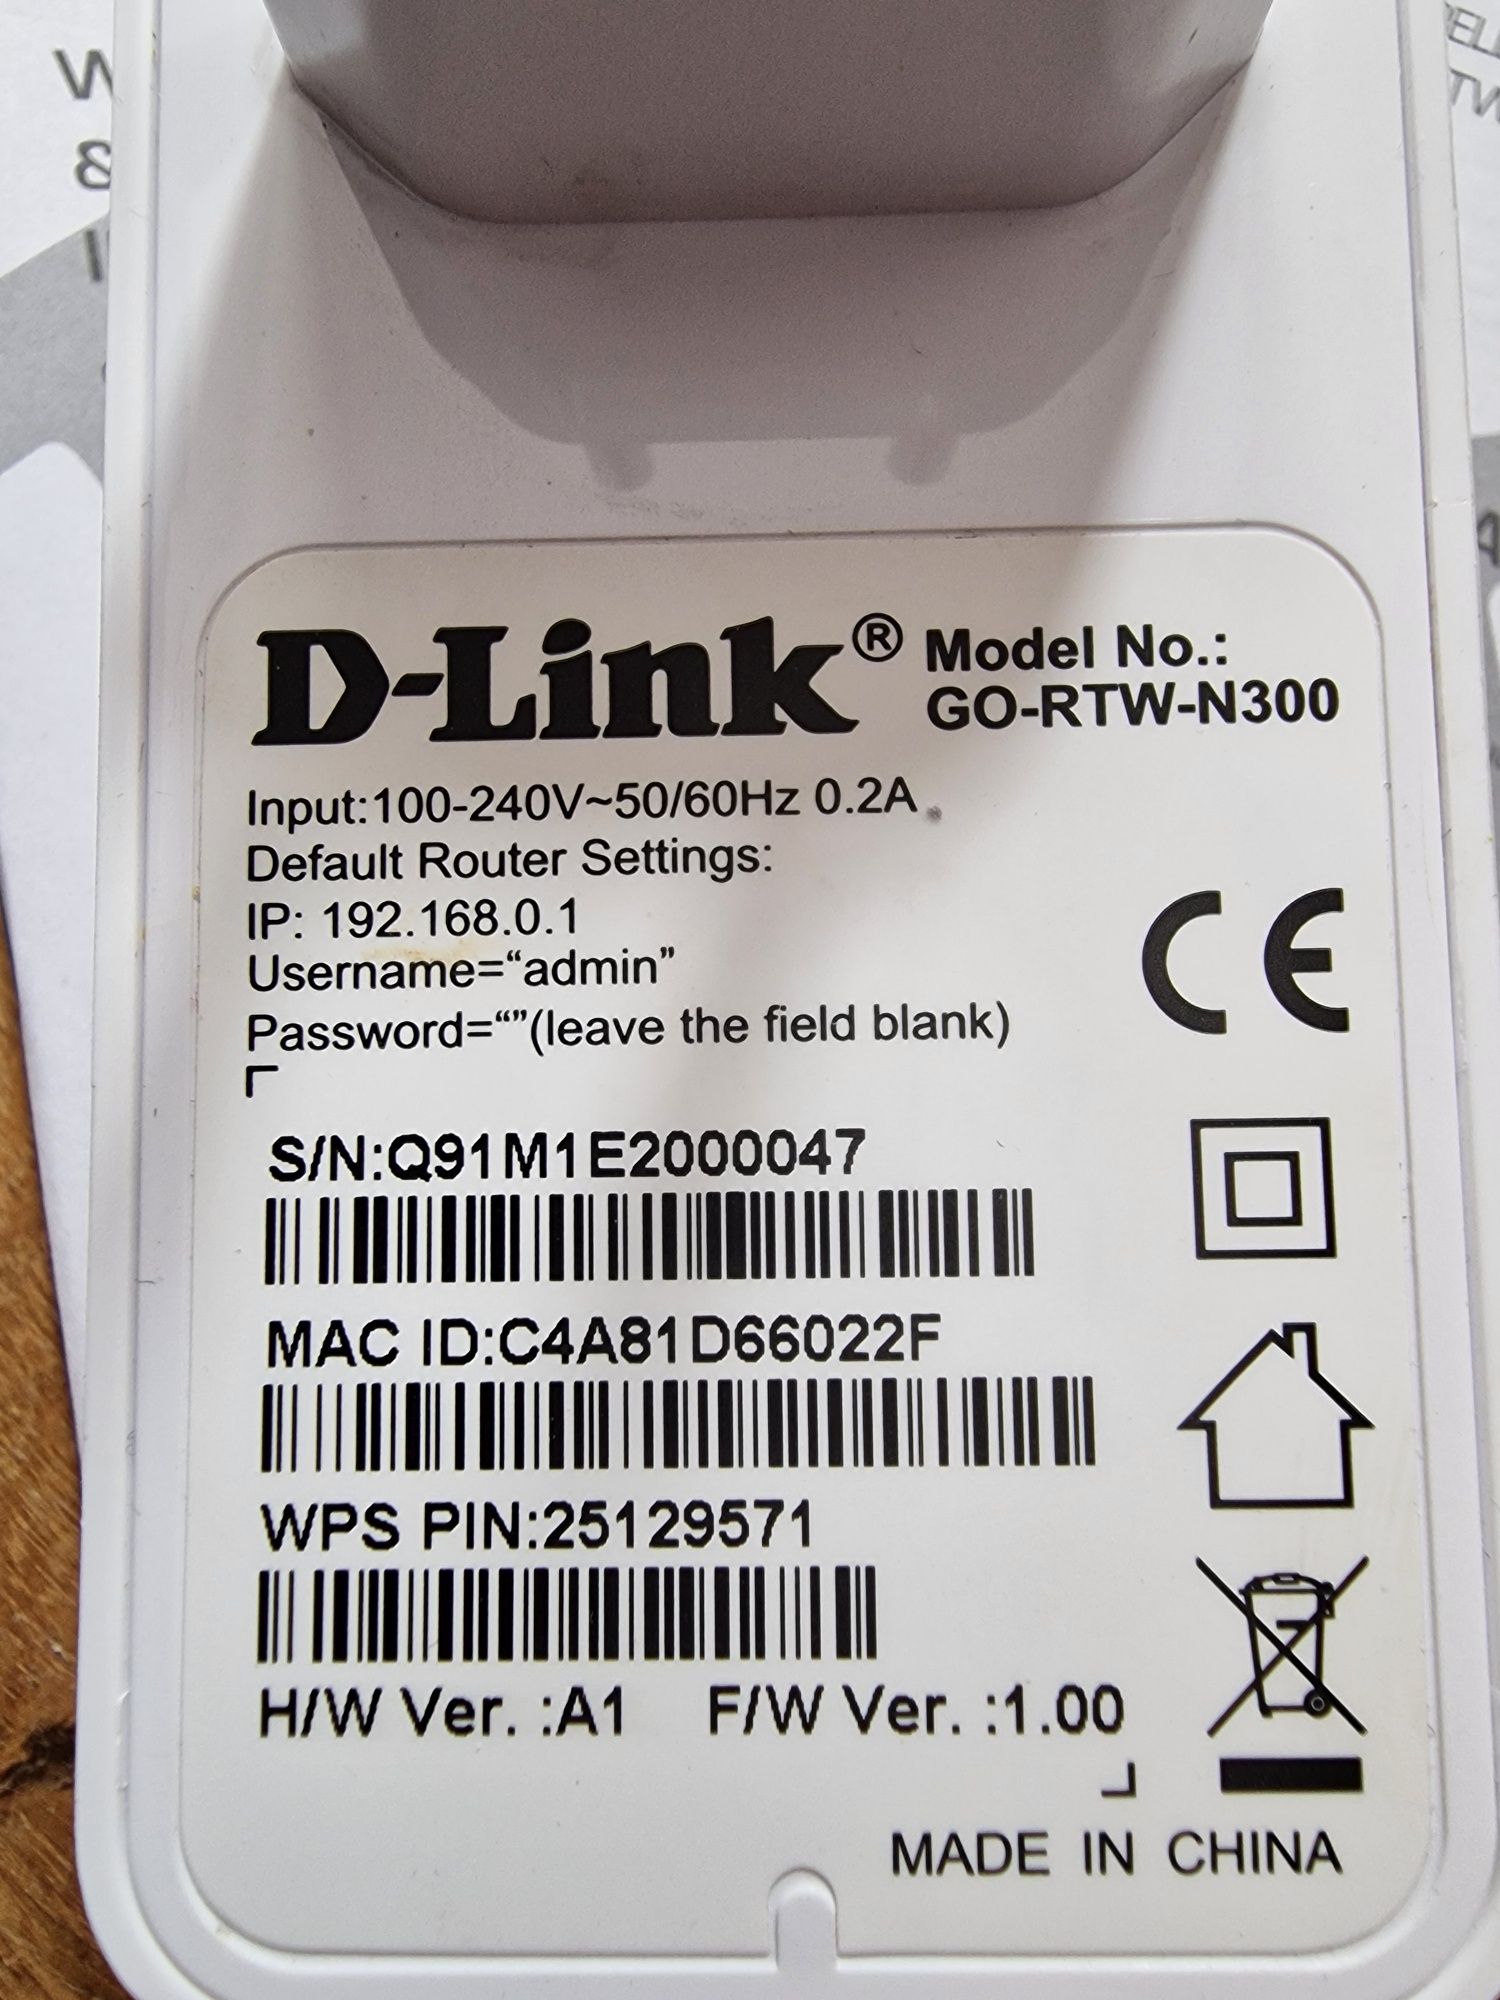 D-Link® Model No.:
GO-RTW-N300
Input:100-240V~50/60Hz 0.2A
Default Router Settings:
IP: 192.168.0.1
Username=“admin”
Password=“”(leave the field blank)
CE
S/N:Q91M1E2000047
MAC ID:C4A81D66022F
WPS PIN:25129571
H/W Ver. :A1 F/W Ver. :1.00
MADE IN CHINA